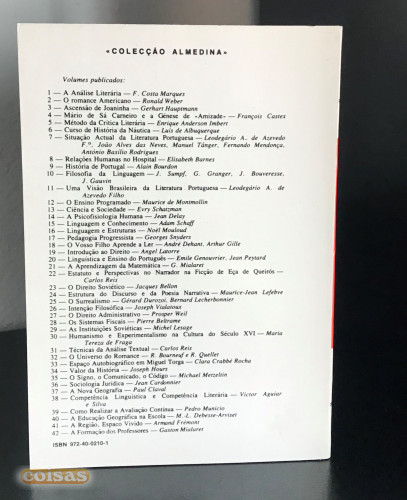 «COLECÇÃO ALMEDINA»
Volumes publicados:
1 — A Análise Literária — F. Costa Marques
2 — O romance Americano — Ronald Weber
3 — Ascensão de Joaninha — Gerhart Hauptmann
4 — Mário de Sá Carneiro e a Génese de «Amizade» — François Castex
5 — Método da Crítica Literária — Enrique Anderson Imbert
6 — Curso de História da Náutica — Luís de Albuquerque
7 — Situação Actual da Literatura Portuguesa — Leodegário A. de Azevedo
F.º, João Alves das Neves, Manuel Tânger, Fernando Mendonça,
António Basílio Rodrigues
8 — Relações Humanas no Hospital — Elisabeth Barnes
9 — História de Portugal — Alain Bourdon
10 — Filosofia da Linguagem — J. Sumpf, G. Granger, J. Bouveresse,
J. Gauvin
11 — Uma Visão Brasileira da Literatura Portuguesa — Leodegário A. de
Azevedo Filho
12 — O Ensino Programado — Maurice de Montmollin
13 — Ciência e Sociedade — Evry Schatzman
14 — A Psicofisiologia Humana — Jean Delay
15 — Linguagem e Conhecimento — Adam Schaff
16 — Linguagem e Estruturas — Noël Mouloud
17 — Pedagogia Progressista — Georges Snyders
18 — O Vosso Filho Aprende a Ler — André Dehant, Arthur Gille
19 — Introdução ao Direito — Angel Latorre
20 — Linguística e Ensino do Português — Emile Genouvrier, Jean Peytard
21 — A Aprendizagem da Matemática — G. Mialaret
22 — Estatuto e Perspectivas no Narrador na Ficção de Eça de Queirós —
Carlos Reis
23 — O Direito Soviético — Jacques Bellon
24 — Estrutura do Discurso e da Poesia Narrativa — Maurice-Jean Lefebve
25 — O Surrealismo — Gérard Durozoi, Bernard Lecherbonnier
26 — Intenção Filosófica — Joseph Vialatoux
27 — O Direito Administrativo — Prosper Weil
28 — Os Sistemas Fiscais — Pierre Beltrame
29 — As Instituições Soviéticas — Michel Lesage
30 — Humanismo e Experimentalismo na Cultura do Século XVI — Maria
Tereza de Fraga
31 — Técnicas da Análise Textual — Carlos Reis
32 — O Universo do Romance — R. Bourneuf e R. Quellet
33 — Espaço Autobiográfico em Miguel Torga — Clara Crabbé Rocha
34 — Valor da História — Joseph Hours
35 — O Signo, o Comunicado, o Código — Michael Metzeltin
36 — Sociologia Jurídica — Jean Cardonnier
37 — A Nova Geografia — Paul Claval
38 — Competência Linguística e Competência Literária — Victor Aguiar
e Silva
39 — Como Realizar a Avaliação Contínua — Pedro Municio
40 — A Educação Geográfica na Escola — M.-L. Debesse-Arviset
41 — A Região, Espaço Vivido — Armand Frémont
42 — A Formação dos Professores — Gaston Mialaret
ISBN 972-40-0210-1
coisas